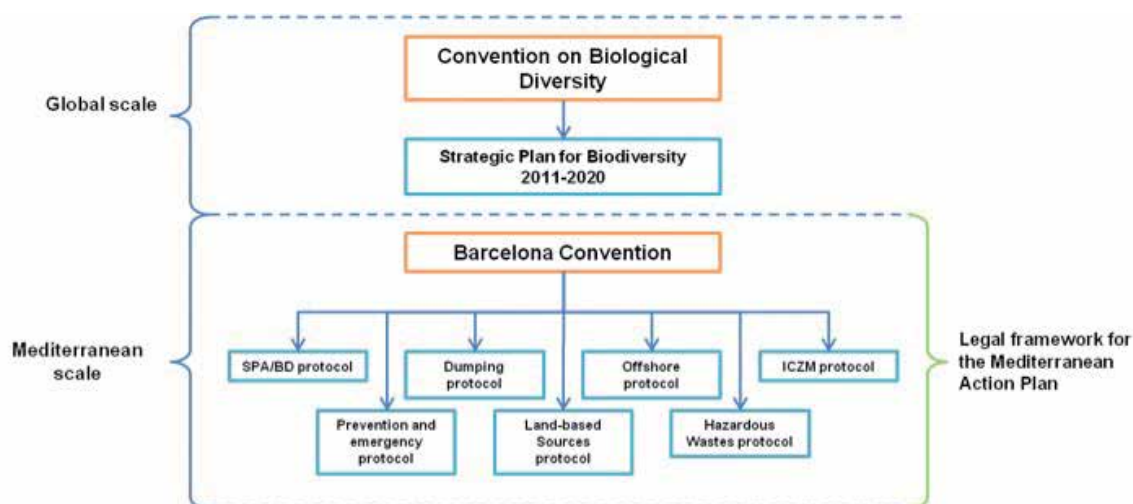 Convention on Biological
Diversity
Global scale
Strategic Plan for Biodiversity
2011-2020
Barcelona Convention
Mediterranean
scale
SPA/BD protocol
Dumping
protocol
Offshore
protocol
ICZM protocol
Prevention and
emergency
protocol
Land-based
Sources
protocol
Hazardous
Wastes protocol
Legal framework for
the Mediterranean
Action Plan